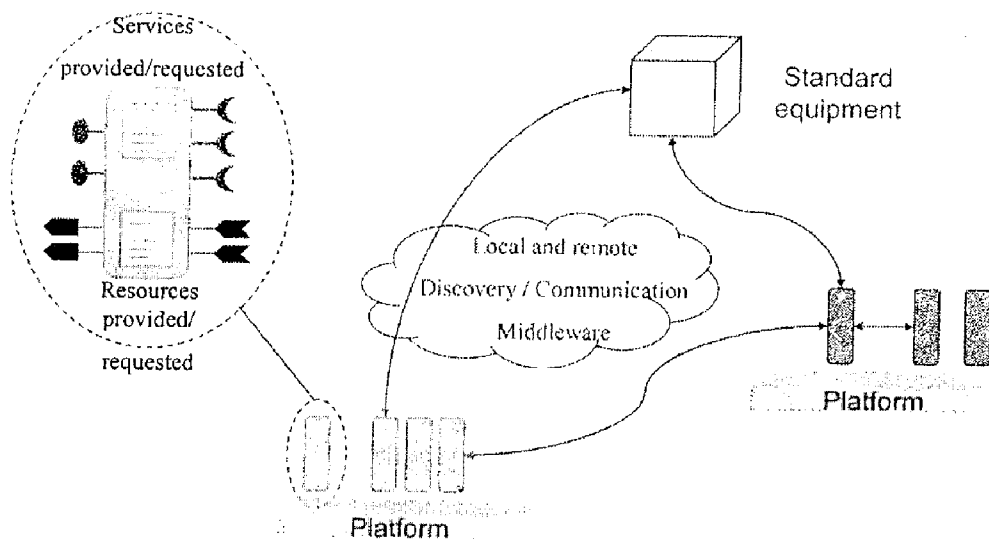 Services
provided/requested
Resources
provided/
requested
Standard
equipment
Local and remote
Discovery / Communication
Middleware
Platform
Platform